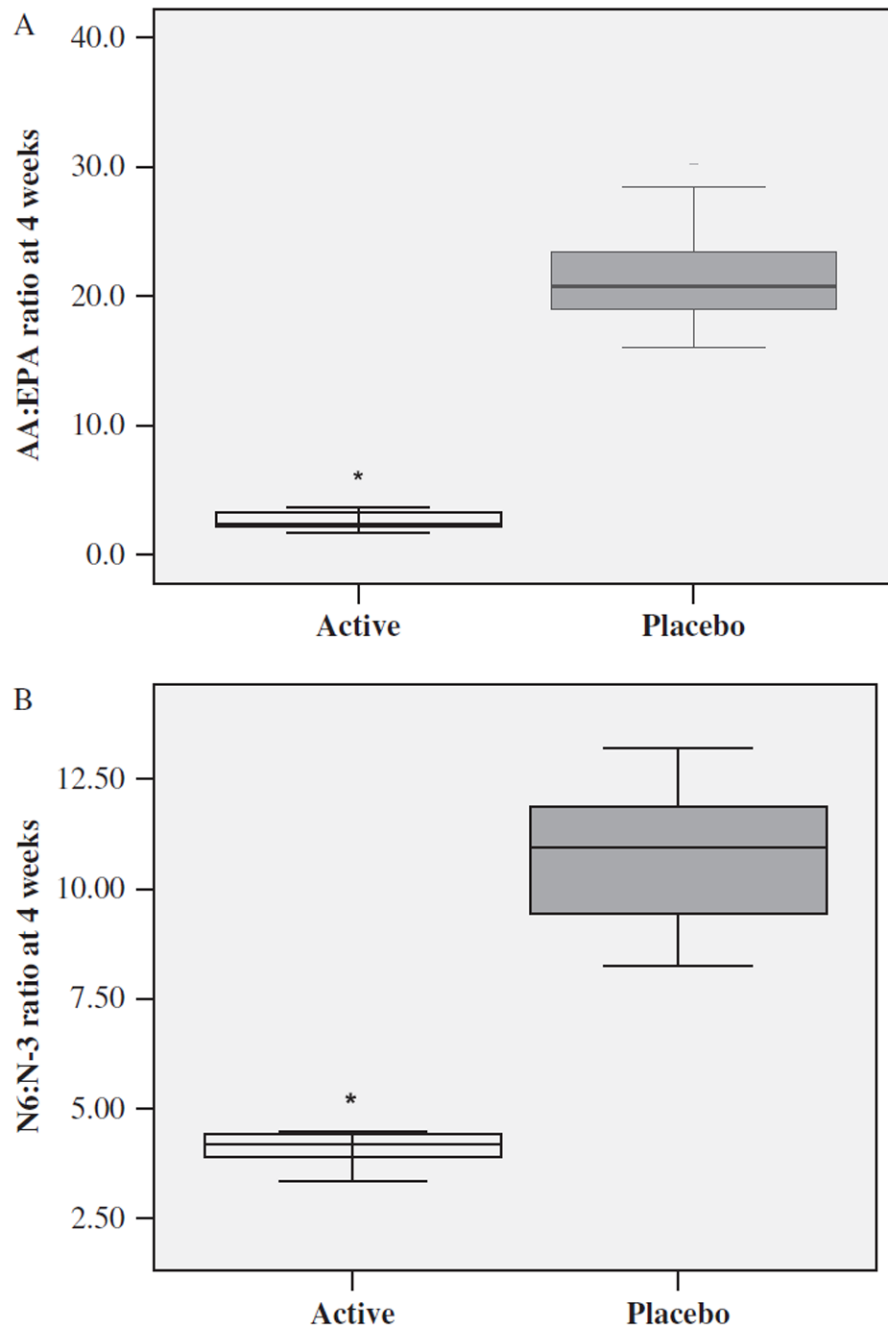 A
AA:EPA ratio at 4 weeks
40.0
30.0
20.0
10.0
0.0
*
Active
Placebo
B
N6:N-3 ratio at 4 weeks
12.50
10.00
7.50
5.00
2.50
*
Active
Placebo